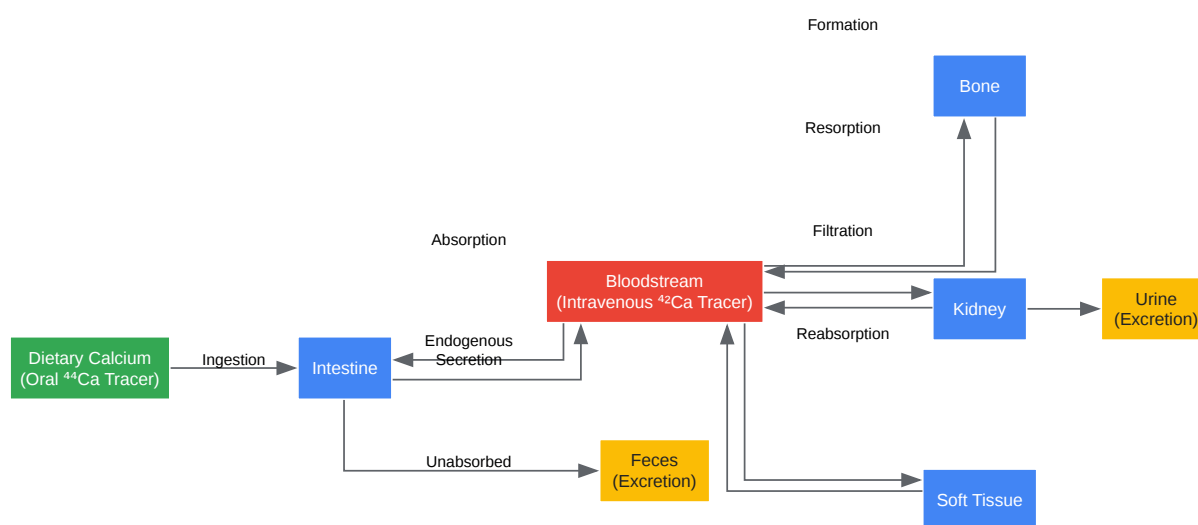 Formation
Bone
Resorption
Filtration
Absorption
Bloodstream
(Intravenous ⁴²Ca Tracer)
Urine
(Excretion)
Kidney
Reabsorption
Endogenous
Secretion
Dietary Calcium
(Oral ⁴⁴Ca Tracer)
Ingestion
Intestine
Unabsorbed
Feces
(Excretion)
Soft Tissue